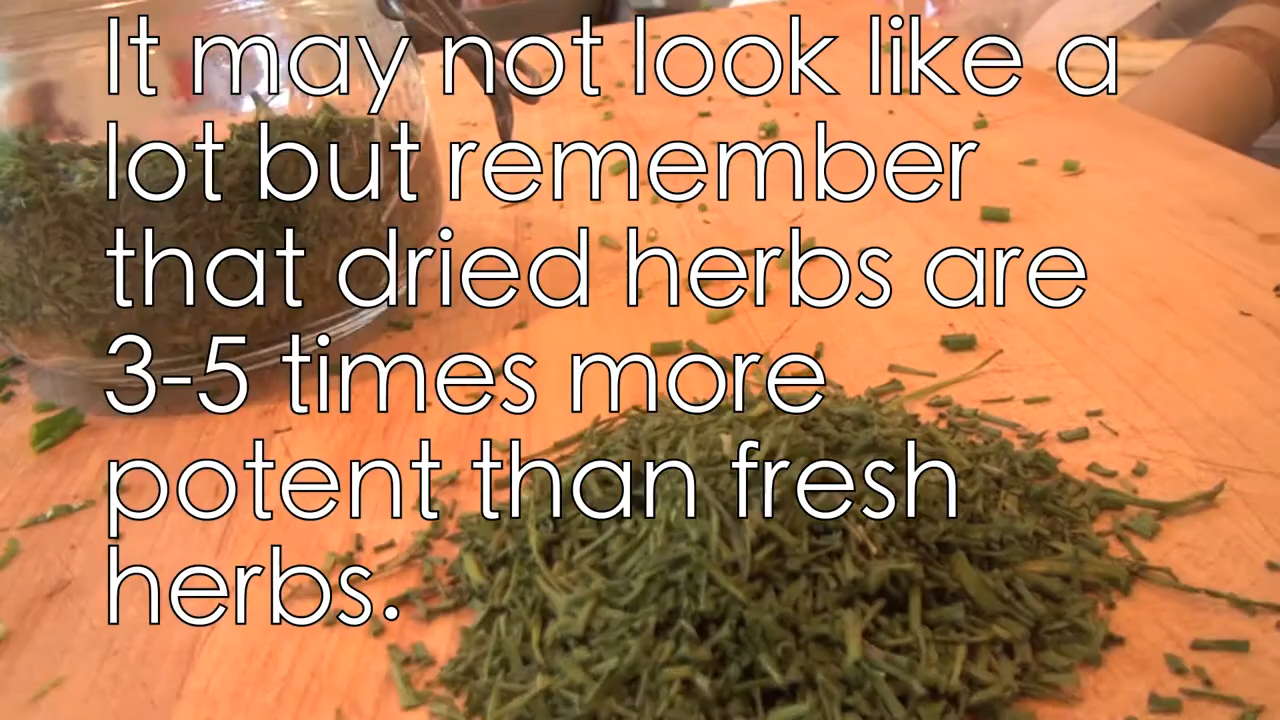 It may not look like a
lot but remember
that dried herbs are
3-5 times more
potent than fresh
herbs.